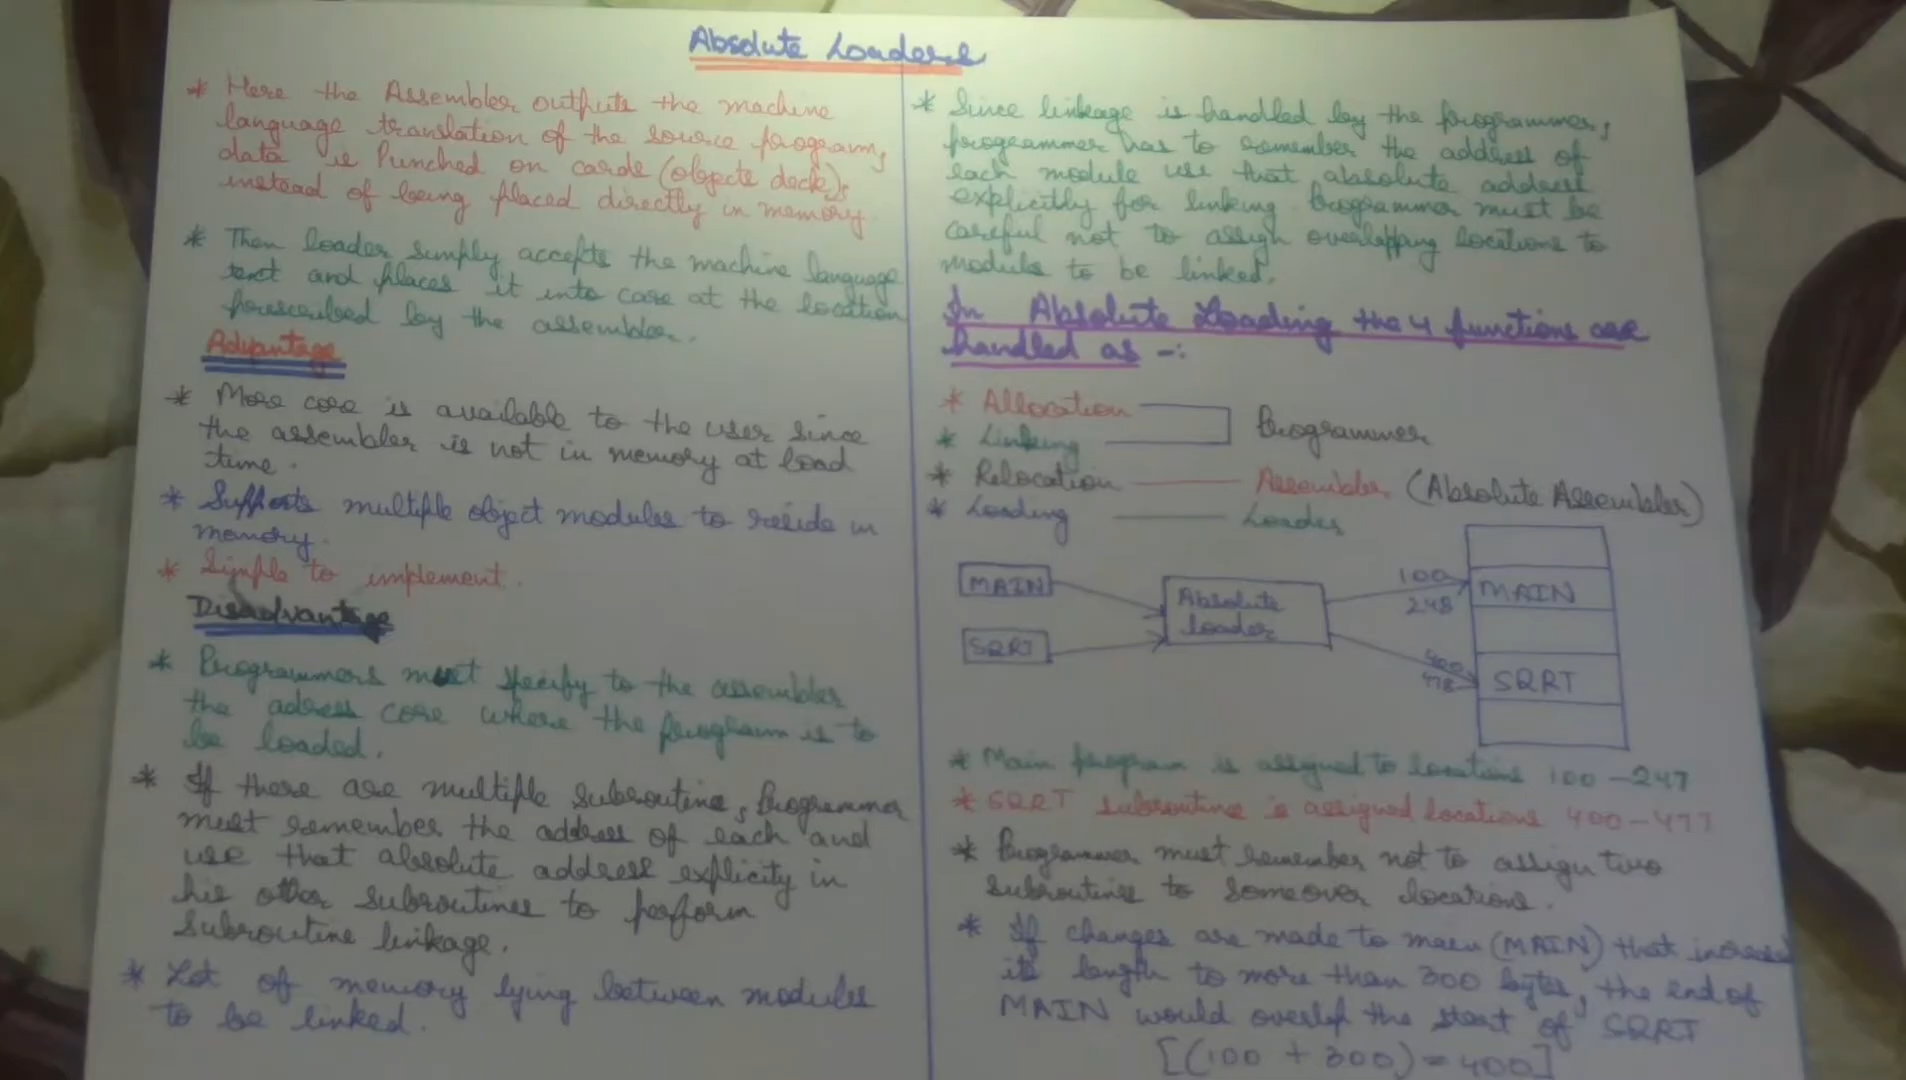 Absolute Loaders
* Here the Assembler outputs the machine
language translation of the source program,
data is Punched on cards (objects deck),
instead of being placed directly in memory.
* Then loader simply accepts the machine language
text and places it into core at the location
prescribed by the assembler.
Advantage
* More core is available to the user since
the assembler is not in memory at load
time.
* Supports multiple object modules to reside in
memory.
* Simple to implement.
Disadvantage
* Programmers must specify to the assembler
the adress core where the program is to
be loaded.
* If there are multiple subroutines, Programmer
must remember the address of each and
use that absolute address explicity in
his other subroutines to perform
subroutine linkage.
* Lot of memory lying between modules
to be linked.
* Since linkage is handled by the programmer,
programmer has to remember the address of
each module use that absolute address
explicitly for linking. Programmer must be
careful not to assign overlapping locations to
module to be linked.
In Absolute Loading the 4 functions are
handled as -:
* Allocation
* Linking
Programmer
* Relocation Assembler (Absolute Assembler)
* Loading Loader
MAIN
SQRT
Absolute
loader
100
248
400
478
MAIN
SQRT
* Main program is assigned to locations 100-247
* SQRT subroutine is assigned locations 400-477
* Programmer must remember not to assign two
subroutines to someover locations.
* If changes are made to main (MAIN) that increased
its length to more than 300 bytes, the end of
MAIN would overlap the start of SQRT
[(100 + 300) = 400]